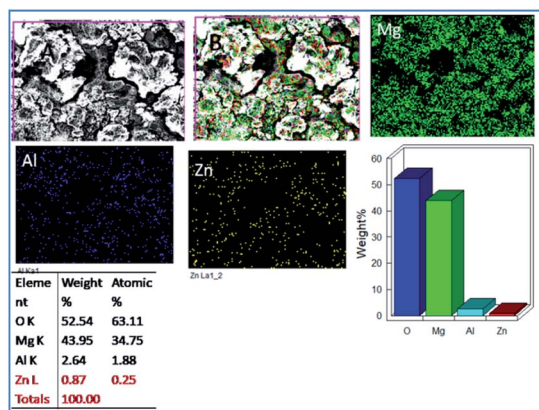 A
B
Mg
Al
Zn
Al Ka1
Zn La1_2
Eleme Weight Atomic
nt % %
O K 52.54 63.11
Mg K 43.95 34.75
Al K 2.64 1.88
Zn L 0.87 0.25
Totals 100.00
Weight%
60
50
40
30
20
10
0
O Mg Al Zn